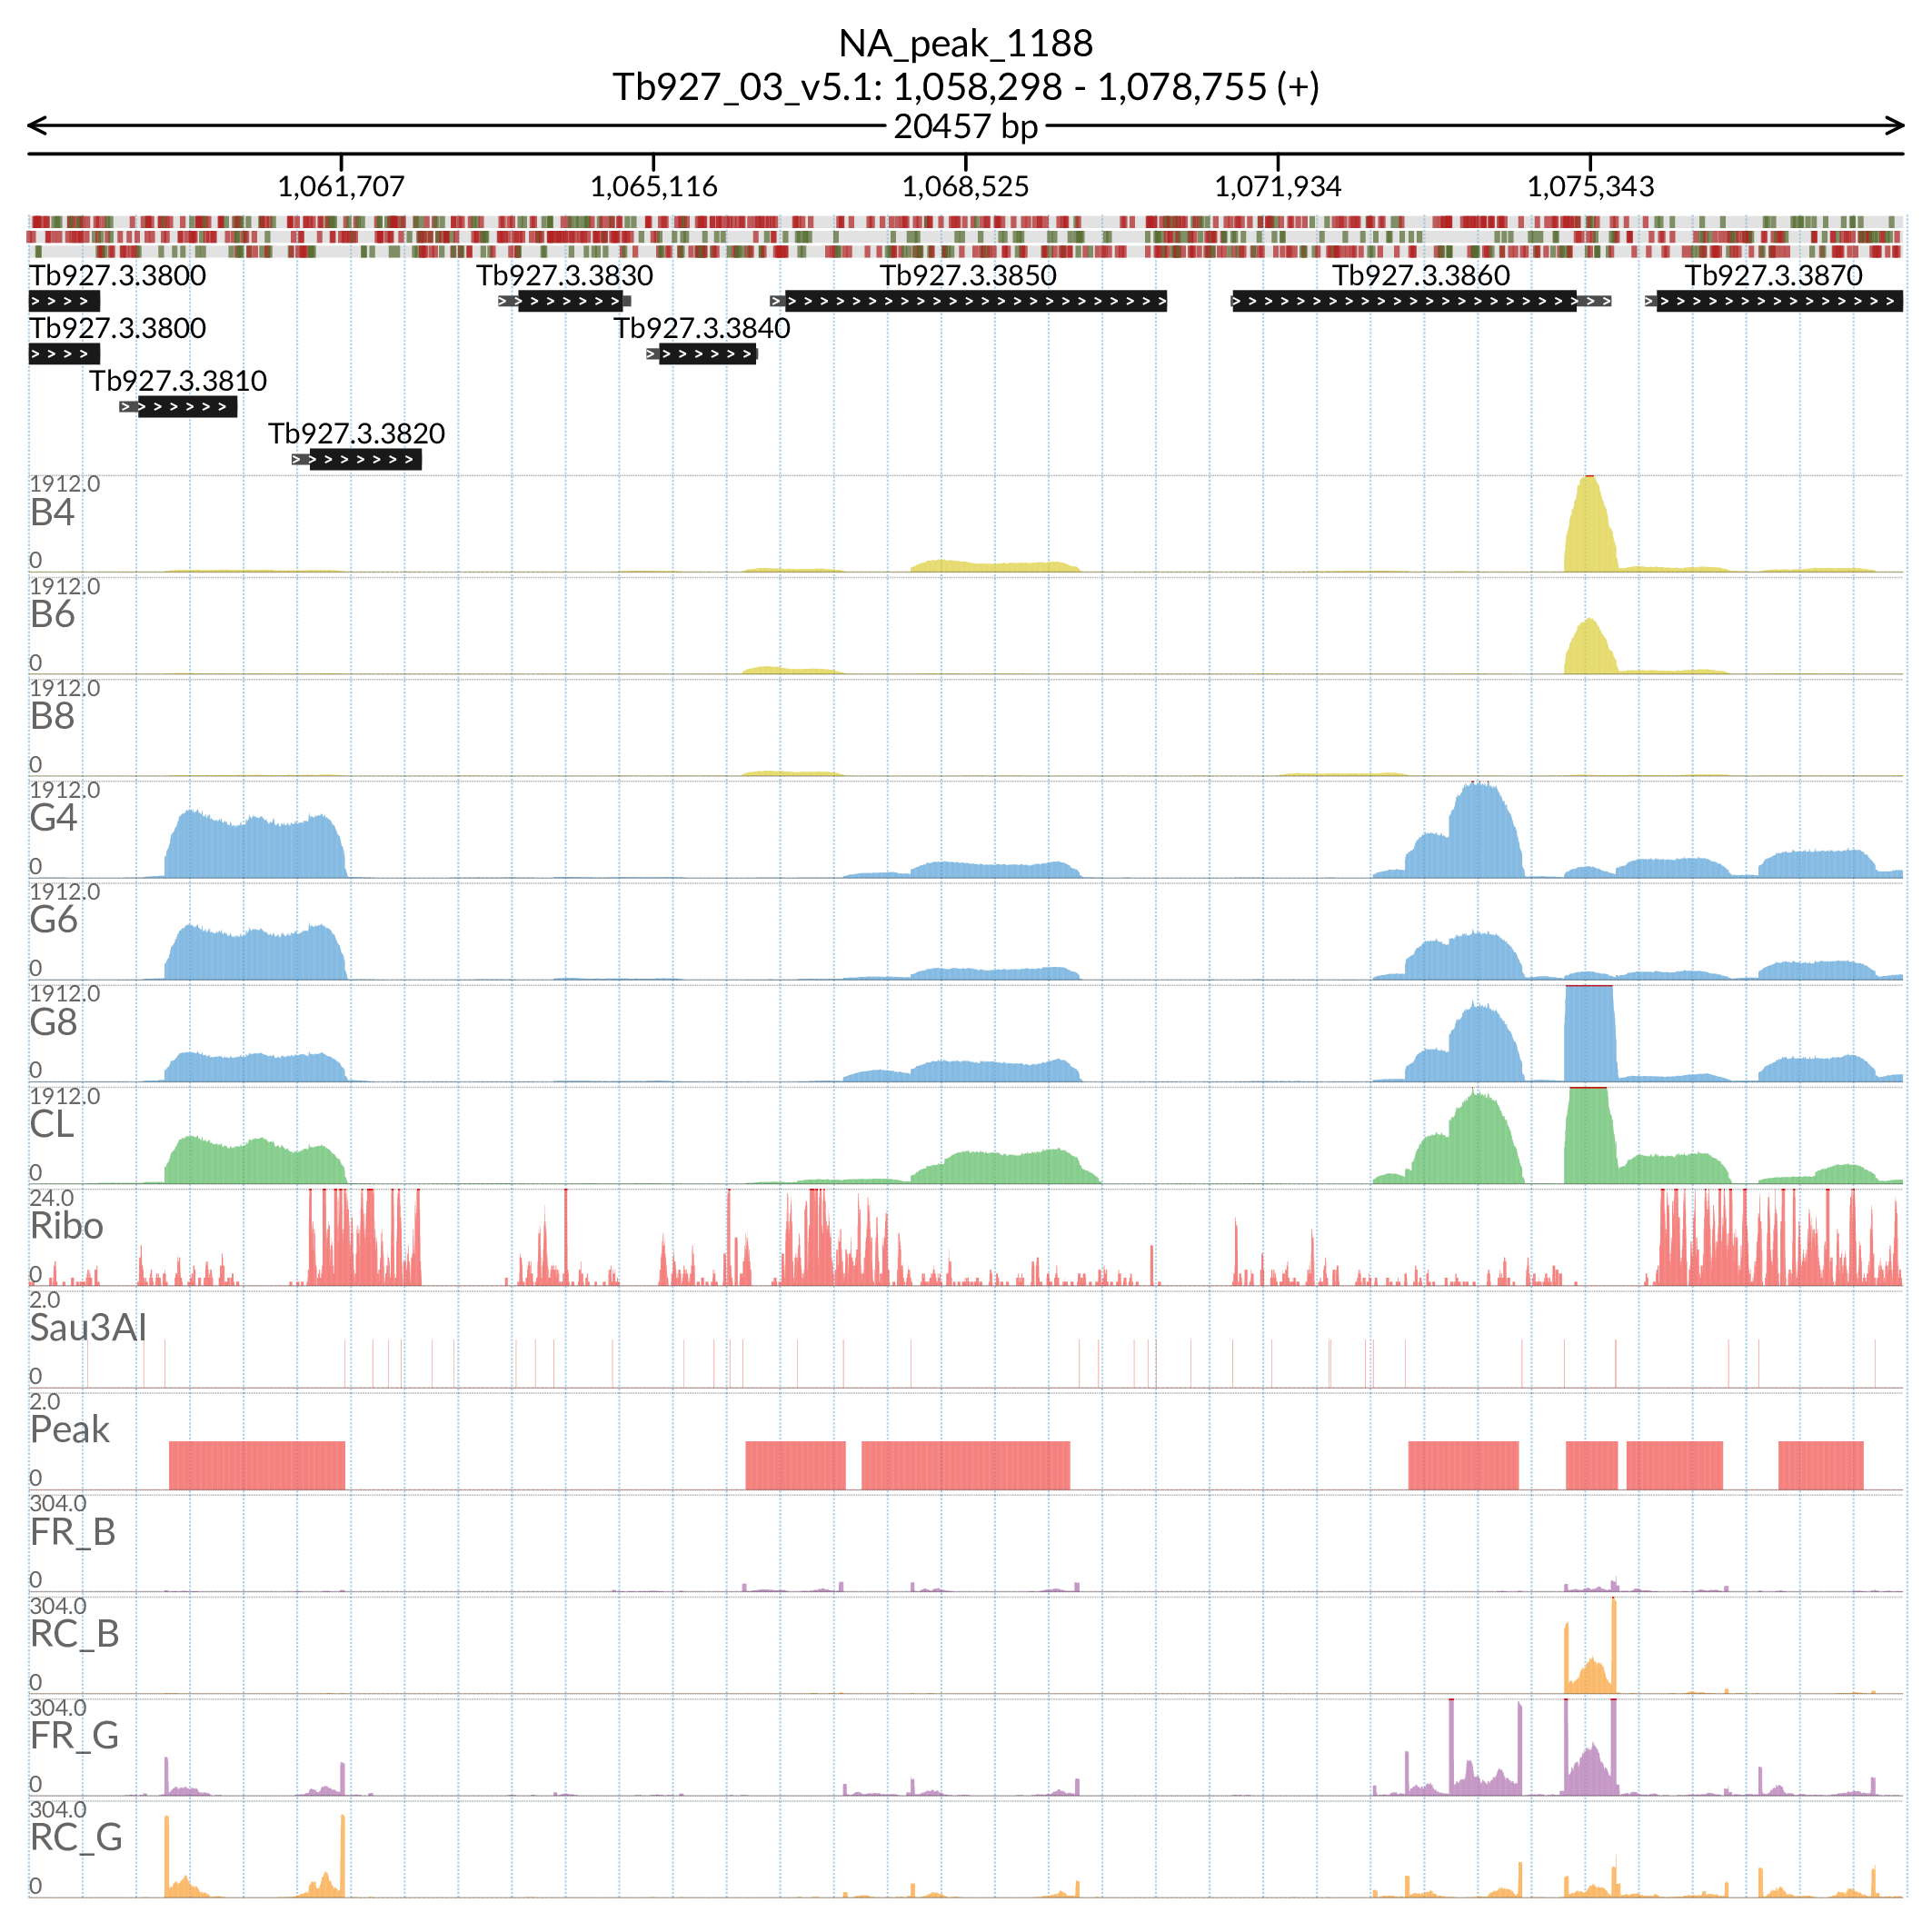 NA_peak_1188
Tb927_03_v5.1: 1,058,298 - 1,078,755 (+)
20457 bp
1,061,707 1,065,116 1,068,525 1,071,934 1,075,343
Tb927.3.3800 Tb927.3.3830 Tb927.3.3850 Tb927.3.3860 Tb927.3.3870
Tb927.3.3800 Tb927.3.3840
Tb927.3.3810
Tb927.3.3820
1912.0
B4
0
1912.0
B6
0
1912.0
B8
0
1912.0
G4
0
1912.0
G6
0
1912.0
G8
0
1912.0
CL
0
24.0
Ribo
0
2.0
Sau3AI
0
2.0
Peak
0
304.0
FR_B
0
304.0
RC_B
0
304.0
FR_G
0
304.0
RC_G
0